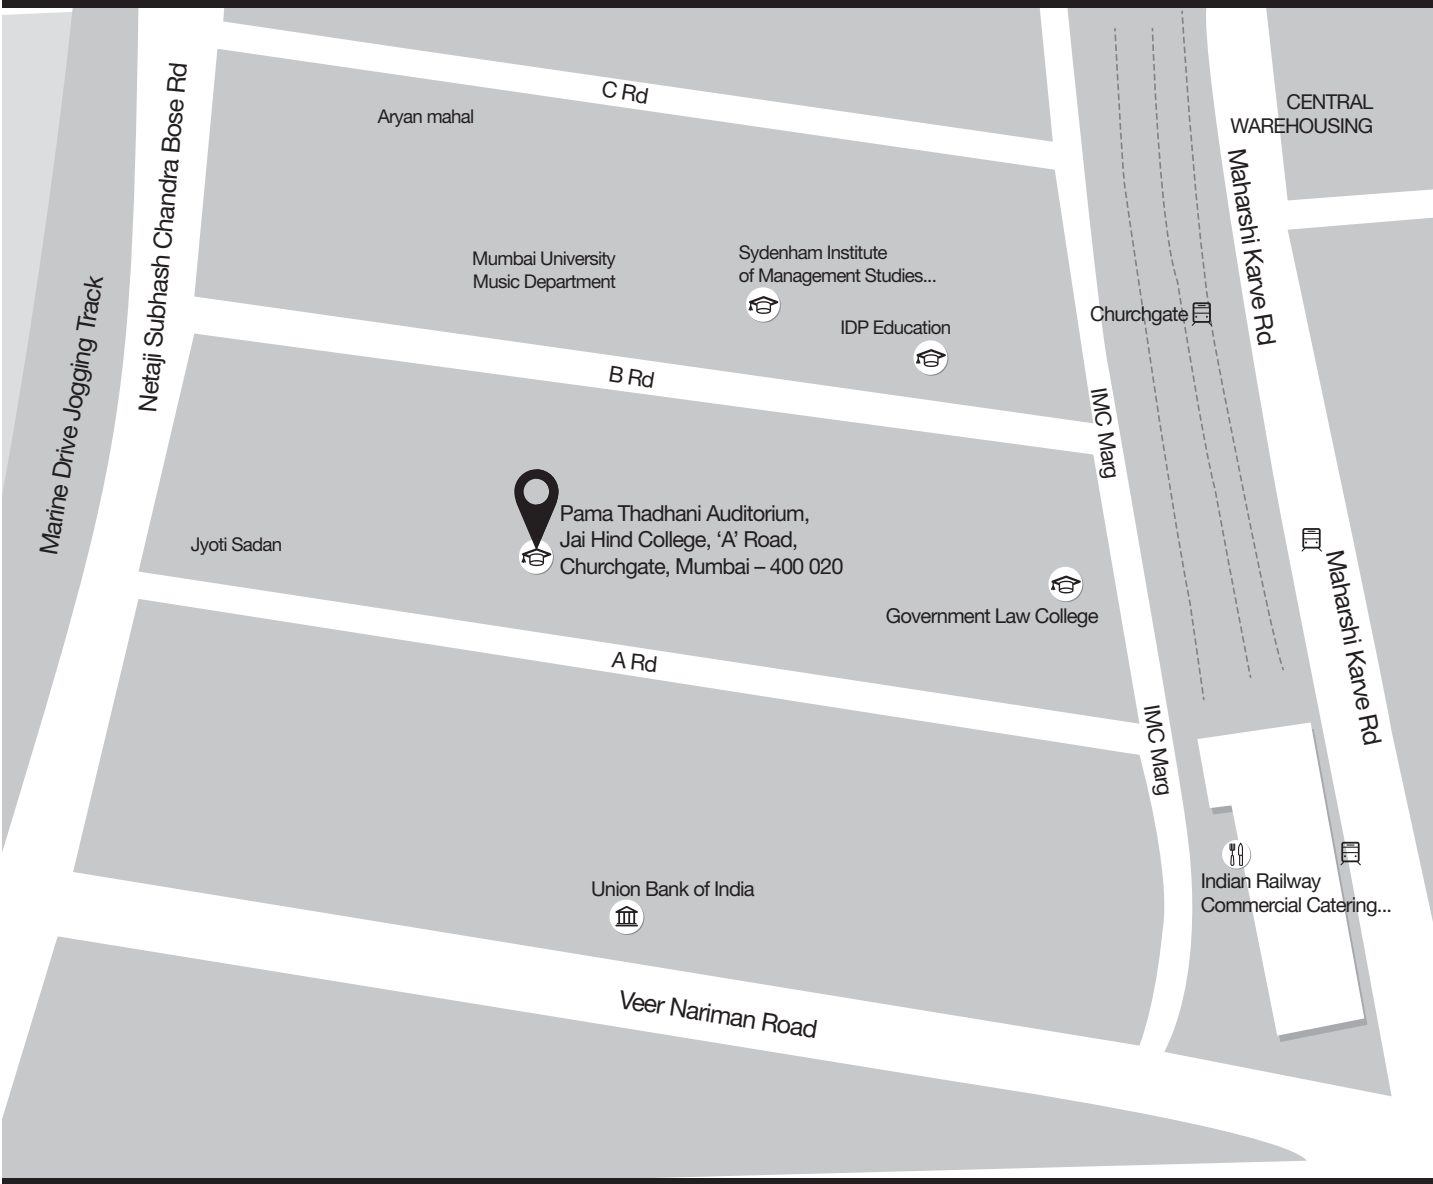 C Rd
Aryan mahal
CENTRAL
WAREHOUSING
Netaji Subhash Chandra Bose Rd
Maharshi Karve Rd
Mumbai University
Music Department
Sydenham Institute
of Management Studies...
Churchgate
IDP Education
Marine Drive Jogging Track
B Rd
IMC Marg
Pama Thadhani Auditorium,
Jai Hind College, ‘A’ Road,
Churchgate, Mumbai – 400 020
Jyoti Sadan
Government Law College
Maharshi Karve Rd
A Rd
IMC Marg
Union Bank of India
Indian Railway
Commercial Catering...
Veer Nariman Road